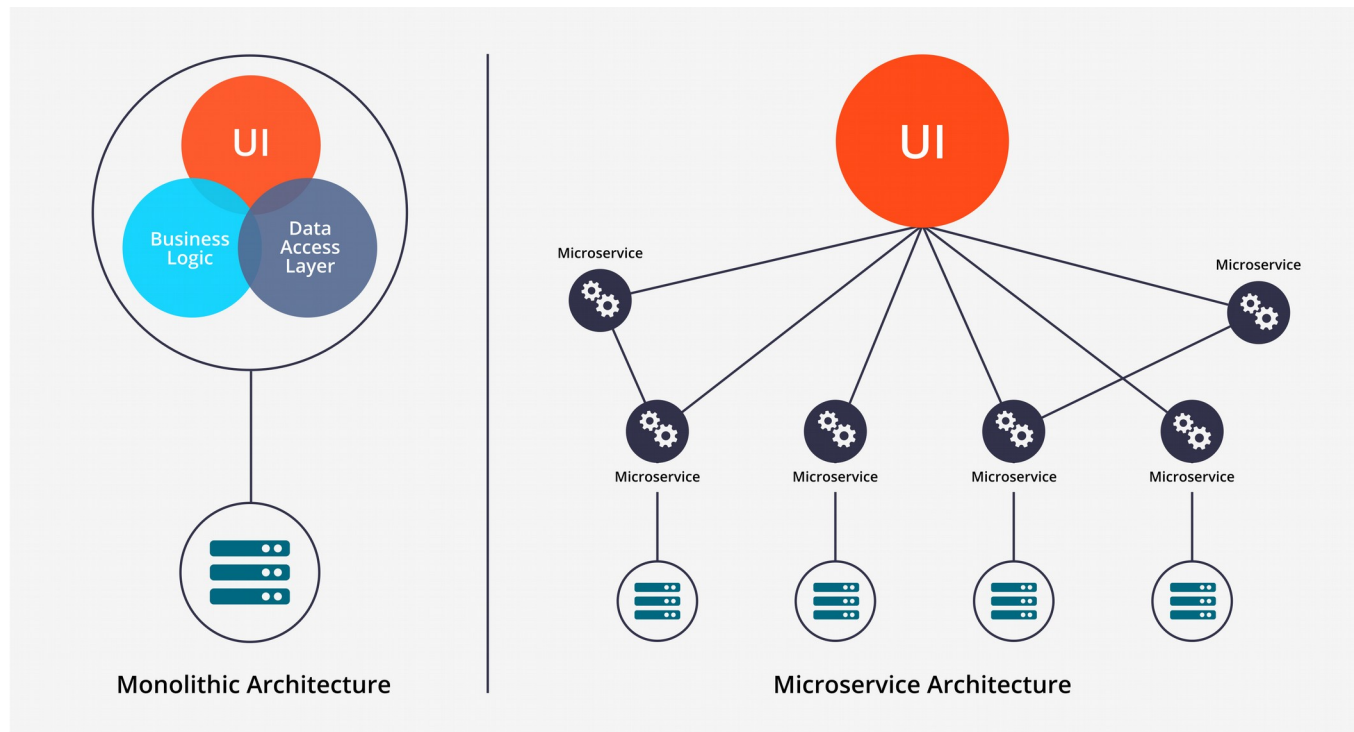 UI
Business
Logic
Data
Access
Layer
Monolithic Architecture
UI
Microservice
Microservice
Microservice
Microservice
Microservice
Microservice
Microservice Architecture